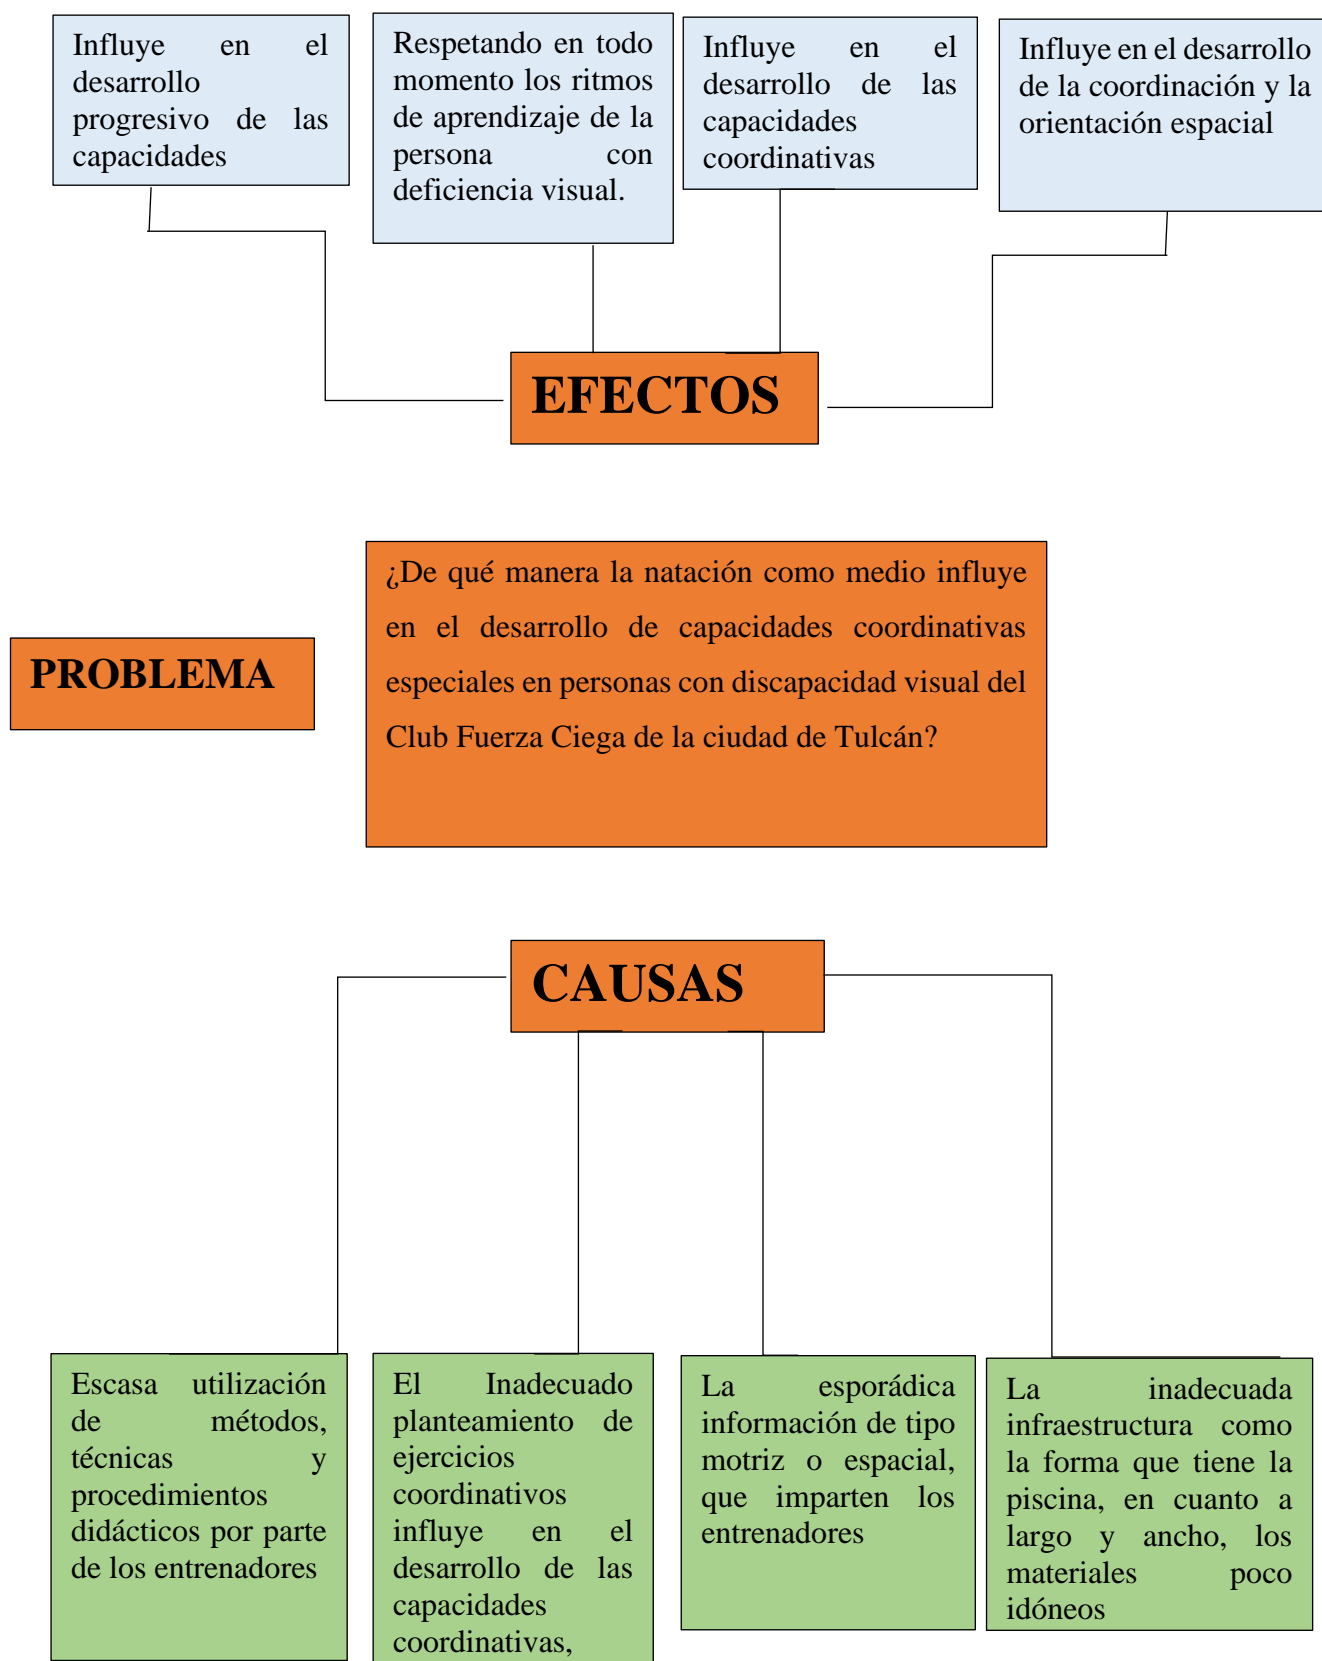 Influye en el
desarrollo
progresivo de las
capacidades
Respetando en todo
momento los ritmos
de aprendizaje de la
persona con
deficiencia visual.
Influye en el
desarrollo de las
capacidades
coordinativas
Influye en el desarrollo
de la coordinación y la
orientación espacial
EFECTOS
PROBLEMA
¿De qué manera la natación como medio influye
en el desarrollo de capacidades coordinativas
especiales en personas con discapacidad visual del
Club Fuerza Ciega de la ciudad de Tulcán?
CAUSAS
Escasa utilización
de métodos,
técnicas y
procedimientos
didácticos por parte
de los entrenadores
El Inadecuado
planteamiento de
ejercicios
coordinativos
influye en el
desarrollo de las
capacidades
coordinativas,
La esporádica
información de tipo
motriz o espacial,
que imparten los
entrenadores
La inadecuada
infraestructura como
la forma que tiene la
piscina, en cuanto a
largo y ancho, los
materiales poco
idóneos